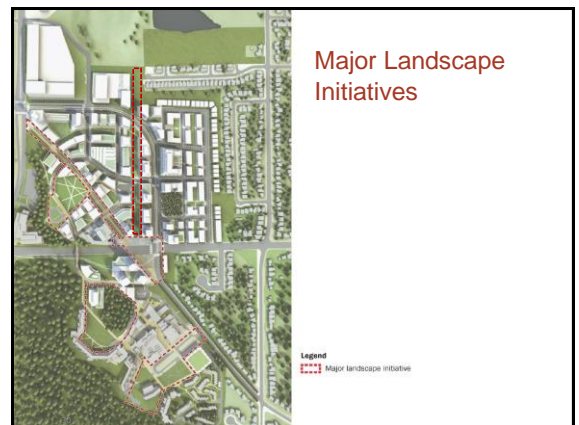 Major Landscape
Initiatives
Legend
Major landscape initiative